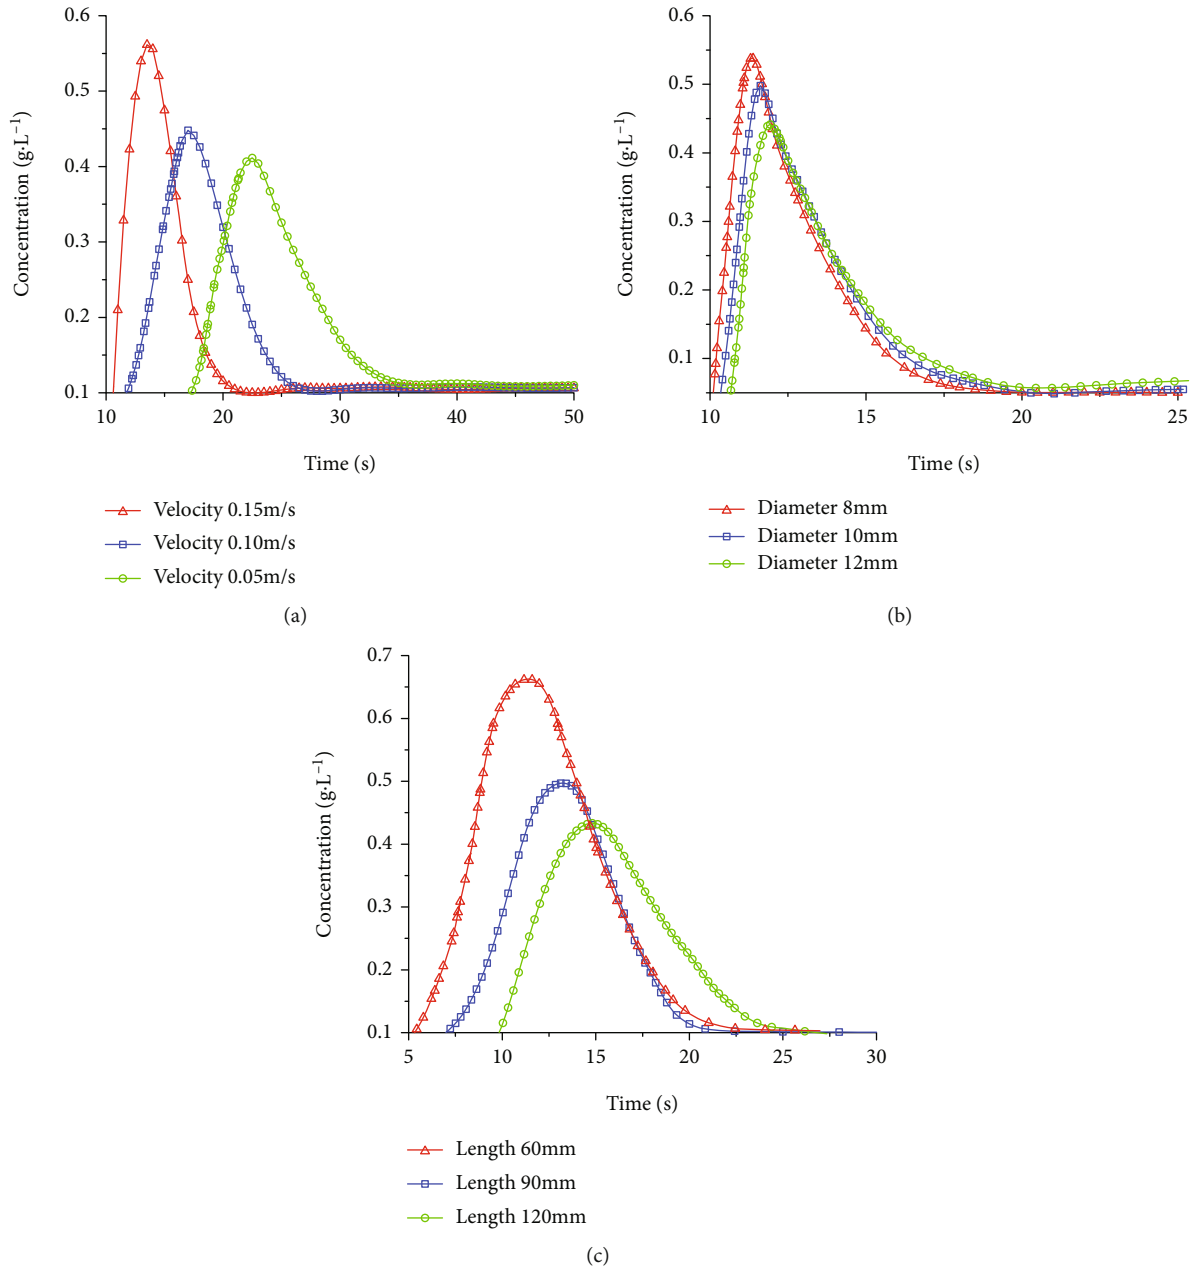 0.6
0.5
0.4
0.3
0.2
0.1
Concentration (g·L⁻¹)
10 20 30 40 50
Time (s)
Velocity 0.15m/s
Velocity 0.10m/s
Velocity 0.05m/s
(a)
0.6
0.5
0.4
0.3
0.2
0.1
Concentration (g·L⁻¹)
10 15 20 25
Time (s)
Diameter 8mm
Diameter 10mm
Diameter 12mm
(b)
0.7
0.6
0.5
0.4
0.3
0.2
0.1
Concentration (g·L⁻¹)
5 10 15 20 25 30
Time (s)
Length 60mm
Length 90mm
Length 120mm
(c)